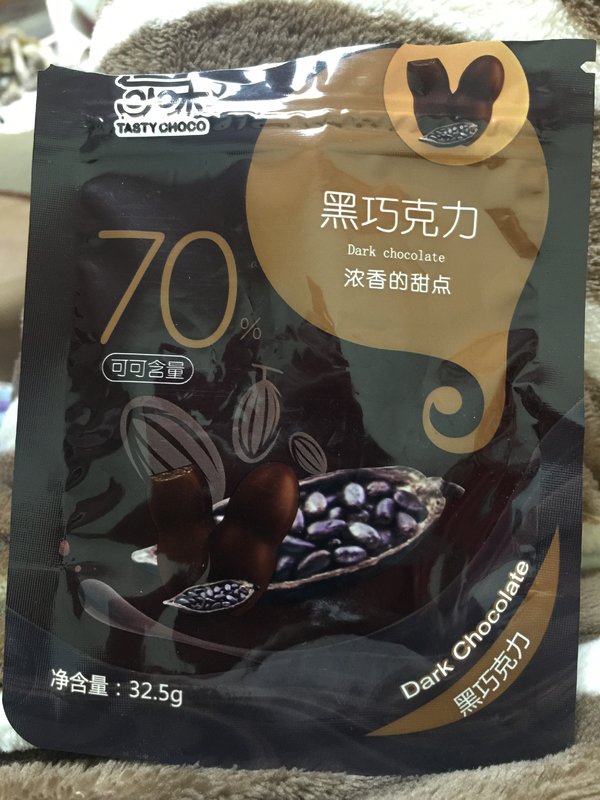 TASTY CHOCO
黑巧克力
Dark chocolate
浓香的甜点
70%
可可含量
Dark Chocolate
黑巧克力
净含量：32.5g